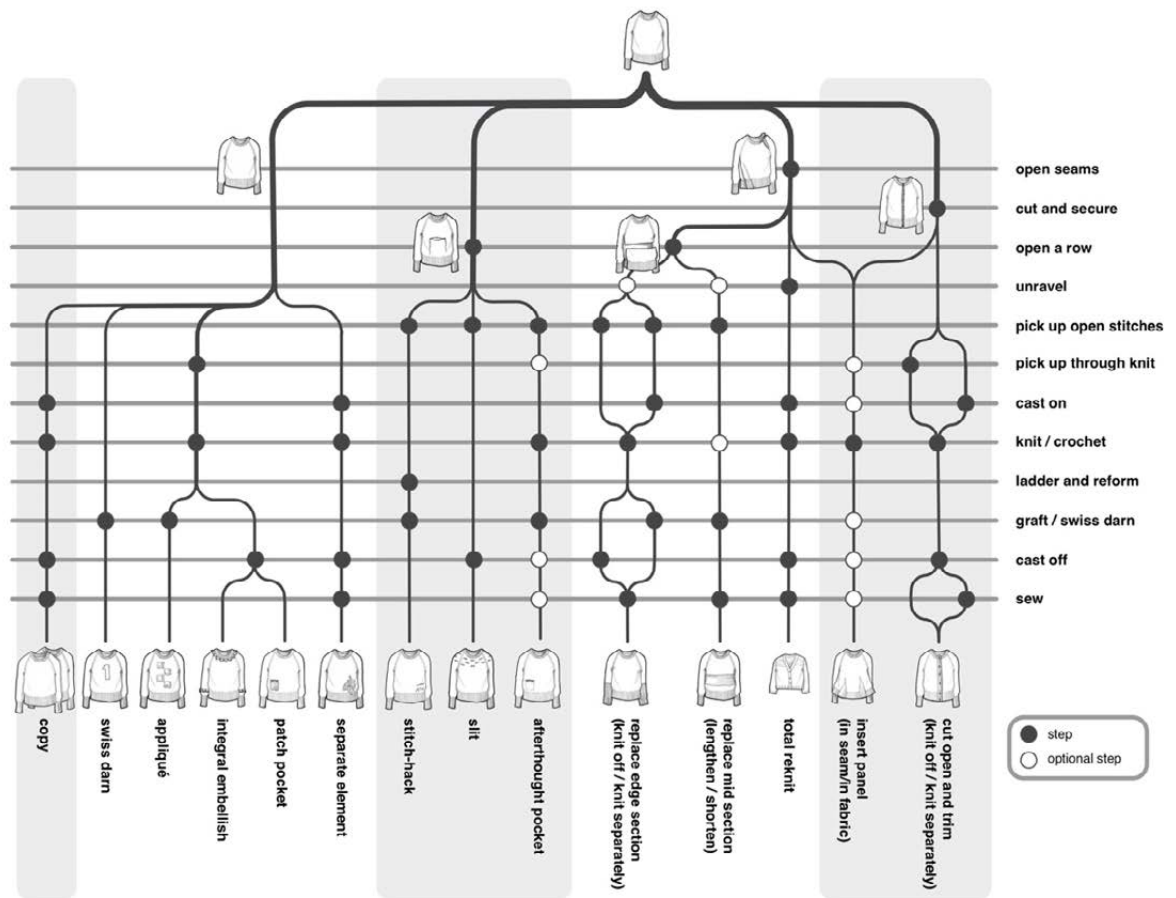 open seams
cut and secure
open a row
unravel
pick up open stitches
pick up through knit
cast on
knit / crochet
ladder and reform
graft / swiss darn
cast off
sew
1
copy
swiss darn
appliqué
integral embellish
patch pocket
separate element
stitch-hack
slit
afterthought pocket
replace edge section
(knit off / knit separately)
replace mid section
(lengthen / shorten)
total reknit
insert panel
(in seam/in fabric)
cut open and trim
(knit off / knit separately)
step
optional step